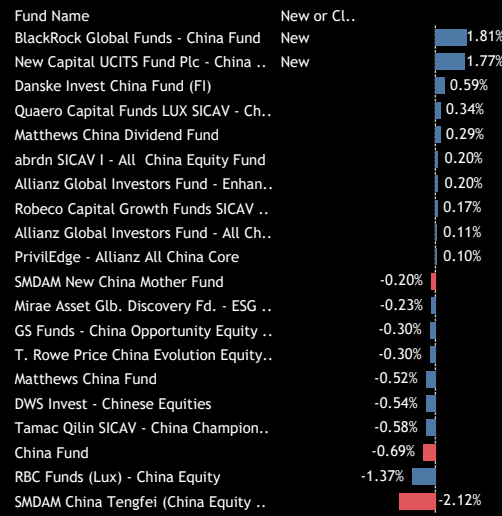 Fund Name New or Cl..
BlackRock Global Funds - China Fund New 1.81%
New Capital UCITS Fund Plc - China .. New 1.77%
Danske Invest China Fund (FI) 0.59%
Quaero Capital Funds LUX SICAV - Ch.. 0.34%
Matthews China Dividend Fund 0.29%
abrdn SICAV I - All China Equity Fund 0.20%
Allianz Global Investors Fund - Enhan.. 0.20%
Robeco Capital Growth Funds SICAV .. 0.17%
Allianz Global Investors Fund - All Ch.. 0.11%
PrivilEdge - Allianz All China Core 0.10%
SMDAM New China Mother Fund -0.20%
Mirae Asset Glb. Discovery Fd. - ESG .. -0.23%
GS Funds - China Opportunity Equity .. -0.30%
T. Rowe Price China Evolution Equity.. -0.30%
Matthews China Fund -0.52%
DWS Invest - Chinese Equities -0.54%
Tamac Qilin SICAV - China Champion.. -0.58%
China Fund -0.69%
RBC Funds (Lux) - China Equity -1.37%
SMDAM China Tengfei (China Equity .. -2.12%